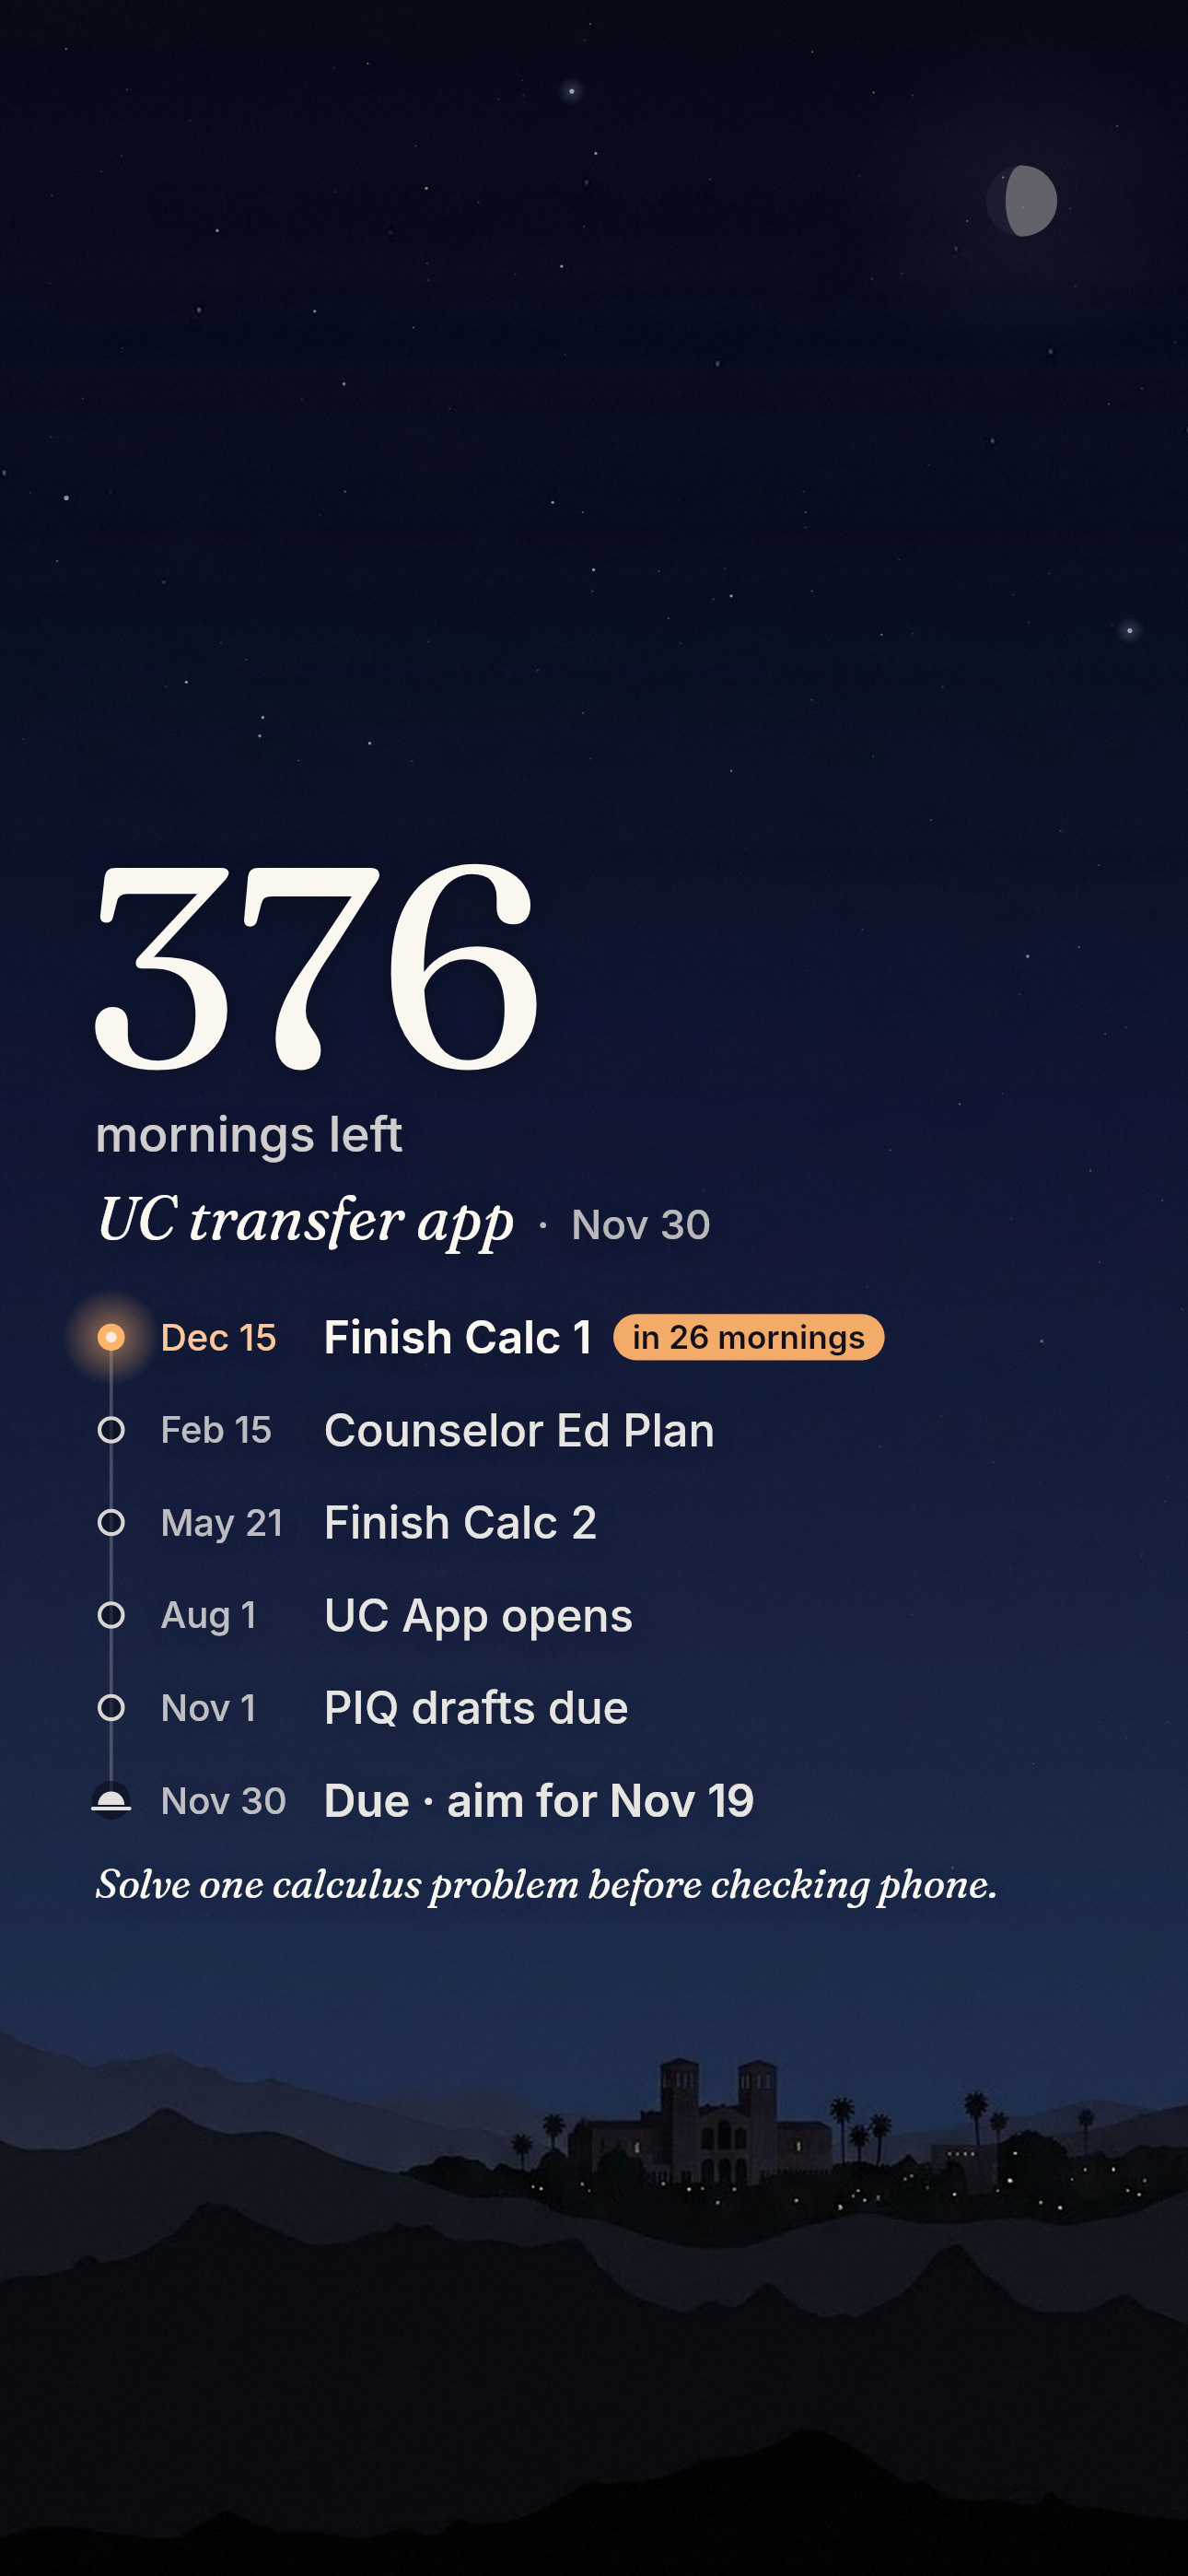 376
mornings left
UC transfer app · Nov 30
Dec 15 Finish Calc 1 in 26 mornings
Feb 15 Counselor Ed Plan
May 21 Finish Calc 2
Aug 1 UC App opens
Nov 1 PIQ drafts due
Nov 30 Due · aim for Nov 19
Solve one calculus problem before checking phone.